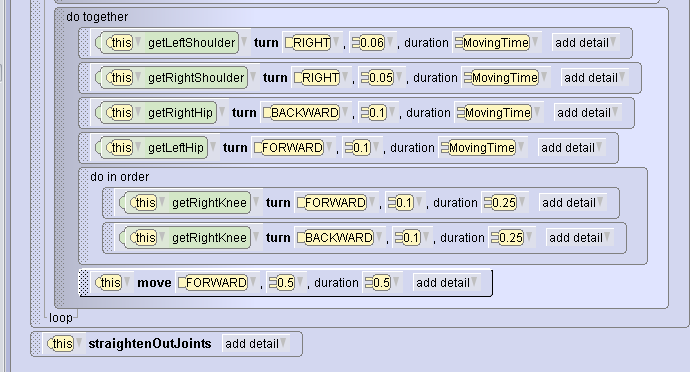 do together
this getLeftShoulder turn RIGHT , 0.06 , duration MovingTime add detail
this getRightShoulder turn RIGHT , 0.05 , duration MovingTime add detail
this getRightHip turn BACKWARD , 0.1 , duration MovingTime add detail
this getLeftHip turn FORWARD , 0.1 , duration MovingTime add detail
do in order
this getRightKnee turn FORWARD , 0.1 , duration 0.25 add detail
this getRightKnee turn BACKWARD , 0.1 , duration 0.25 add detail
this move FORWARD , 0.5 , duration 0.5 add detail
loop
this straightenOutJoints add detail